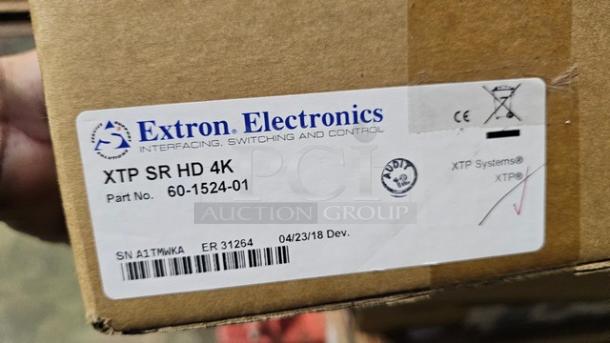 Extron® Electronics
INTERFACING, SWITCHING AND CONTROL
XTP SR HD 4K
Part No. 60-1524-01
CE
AUDIT
XTP Systems®
XTP®
PCi
AUCTION GROUP
SN A1TMWKA ER 31264 04/23/18 Dev.